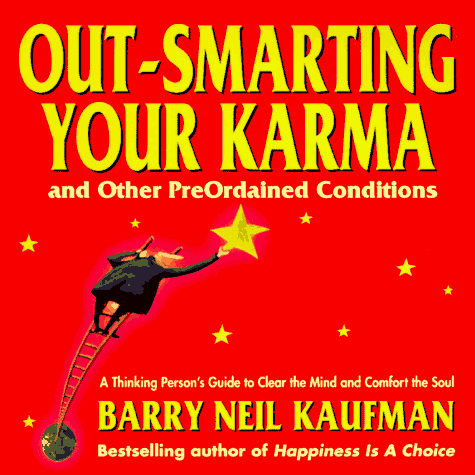 OUT-SMARTING
YOUR KARMA
and Other PreOrdained Conditions
A Thinking Person's Guide to Clear the Mind and Comfort the Soul
BARRY NEIL KAUFMAN
Bestselling author of Happiness Is A Choice